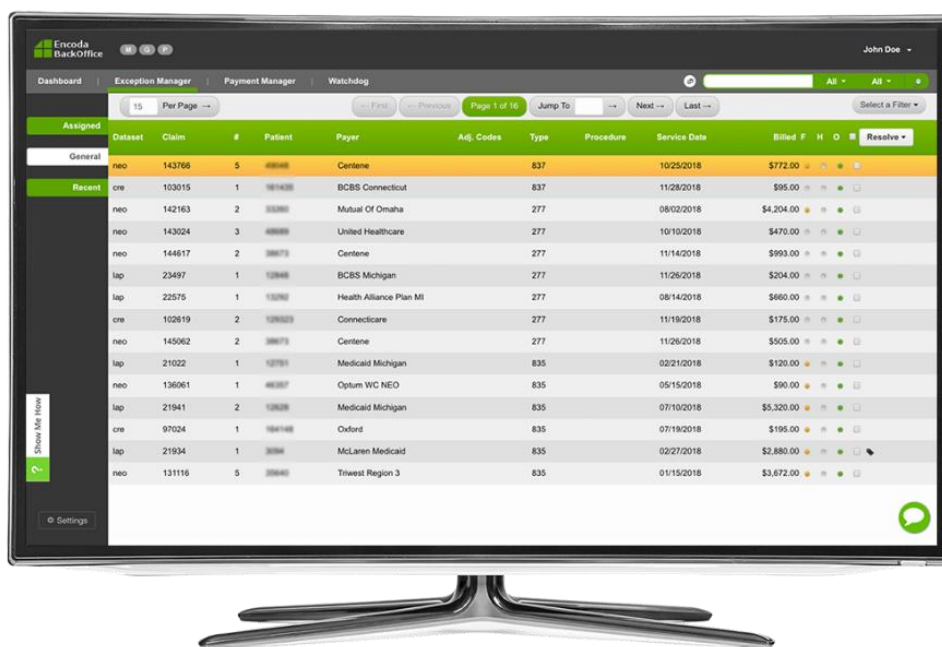 Encoda
BackOffice
M G P
John Doe
Dashboard | Exception Manager | Payment Manager | Watchdog
All All
15 Per Page → ← First ← Previous Page 1 of 16 Jump To → Next → Last → Select a Filter
Assigned
General
Recent
Dataset Claim # Patient Payer Adj. Codes Type Procedure Service Date Billed F H O Resolve
neo 143766 5 Centene 837 10/25/2018 $772.00
cre 103015 1 BCBS Connecticut 837 11/28/2018 $95.00
neo 142163 2 Mutual Of Omaha 277 08/02/2018 $4,204.00
neo 143024 3 United Healthcare 277 10/10/2018 $470.00
neo 144617 2 Centene 277 11/14/2018 $993.00
lap 23497 1 BCBS Michigan 277 11/26/2018 $204.00
lap 22575 1 Health Alliance Plan MI 277 08/14/2018 $660.00
cre 102619 2 Connecticare 277 11/19/2018 $175.00
neo 145062 2 Centene 277 11/26/2018 $505.00
lap 21022 1 Medicaid Michigan 835 02/21/2018 $120.00
neo 136061 1 Optum WC NEO 835 05/15/2018 $90.00
lap 21941 2 Medicaid Michigan 835 07/10/2018 $5,320.00
cre 97024 1 Oxford 835 07/19/2018 $195.00
lap 21934 1 McLaren Medicaid 835 02/27/2018 $2,880.00
neo 131116 5 Triwest Region 3 835 01/15/2018 $3,672.00
? Show Me How
Settings